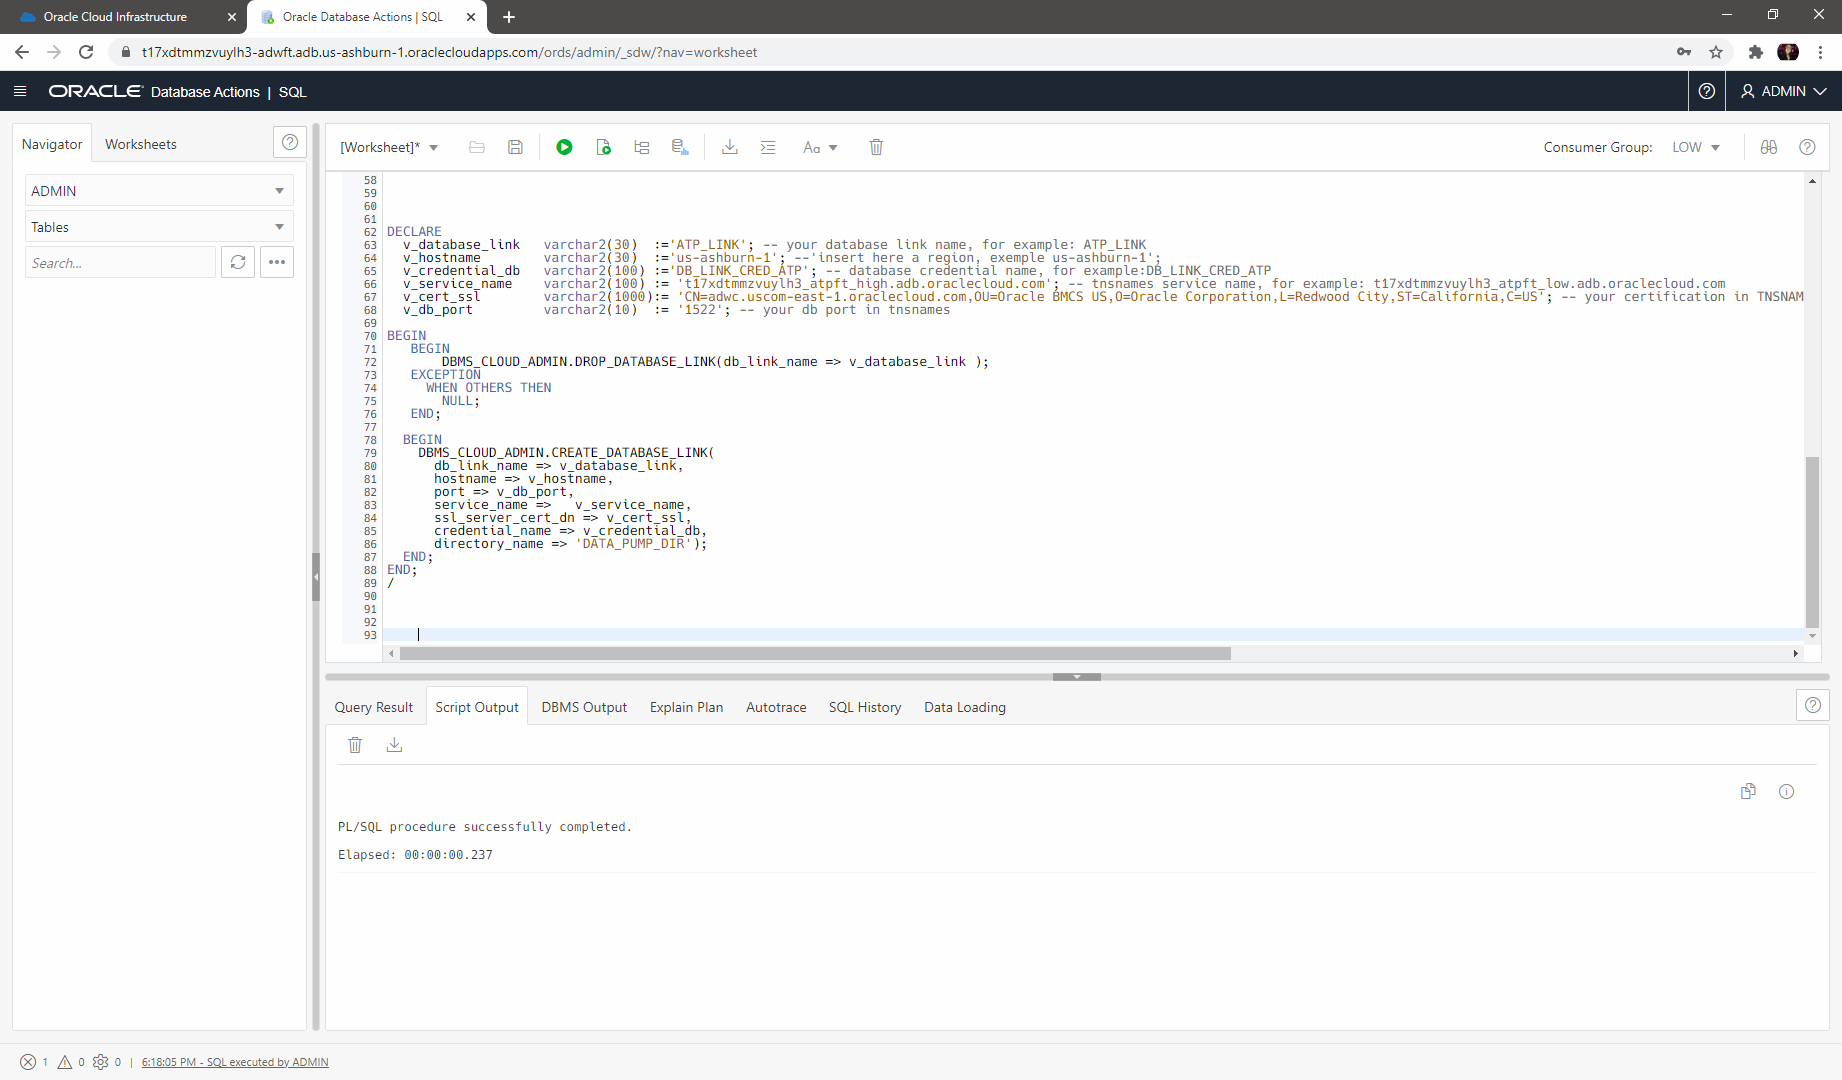 Oracle Cloud Infrastructure
Oracle Database Actions | SQL
t17xdtmmzvuylh3-adwft.adb.us-ashburn-1.oraclecloudapps.com/ords/admin/_sdw/?nav=worksheet
ORACLE Database Actions | SQL
ADMIN
Navigator
Worksheets
ADMIN
Tables
Search...
[Worksheet]*
Aa
Consumer Group: LOW
58
59
60
61
62 DECLARE
63 v_database_link varchar2(30) :='ATP_LINK'; -- your database link name, for example: ATP_LINK
64 v_hostname varchar2(30) :='us-ashburn-1'; --'insert here a region, exemple us-ashburn-1';
65 v_credential_db varchar2(100) :='DB_LINK_CRED_ATP'; -- database credential name, for example:DB_LINK_CRED_ATP
66 v_service_name varchar2(100) := 't17xdtmmzvuylh3_atpft_high.adb.oraclecloud.com'; -- tnsnames service name, for example: t17xdtmmzvuylh3_atpft_low.adb.oraclecloud.com
67 v_cert_ssl varchar2(1000):= 'CN=adwc.uscom-east-1.oraclecloud.com,OU=Oracle BMCS US,O=Oracle Corporation,L=Redwood City,ST=California,C=US'; -- your certification in TNSNAM
68 v_db_port varchar2(10) := '1522'; -- your db port in tnsnames
69
70 BEGIN
71 BEGIN
72 DBMS_CLOUD_ADMIN.DROP_DATABASE_LINK(db_link_name => v_database_link );
73 EXCEPTION
74 WHEN OTHERS THEN
75 NULL;
76 END;
77
78 BEGIN
79 DBMS_CLOUD_ADMIN.CREATE_DATABASE_LINK(
80 db_link_name => v_database_link,
81 hostname => v_hostname,
82 port => v_db_port,
83 service_name => v_service_name,
84 ssl_server_cert_dn => v_cert_ssl,
85 credential_name => v_credential_db,
86 directory_name => 'DATA_PUMP_DIR');
87 END;
88 END;
89 /
90
91
92
93
Query Result
Script Output
DBMS Output
Explain Plan
Autotrace
SQL History
Data Loading
PL/SQL procedure successfully completed.
Elapsed: 00:00:00.237
1 0 0 | 6:18:05 PM - SQL executed by ADMIN